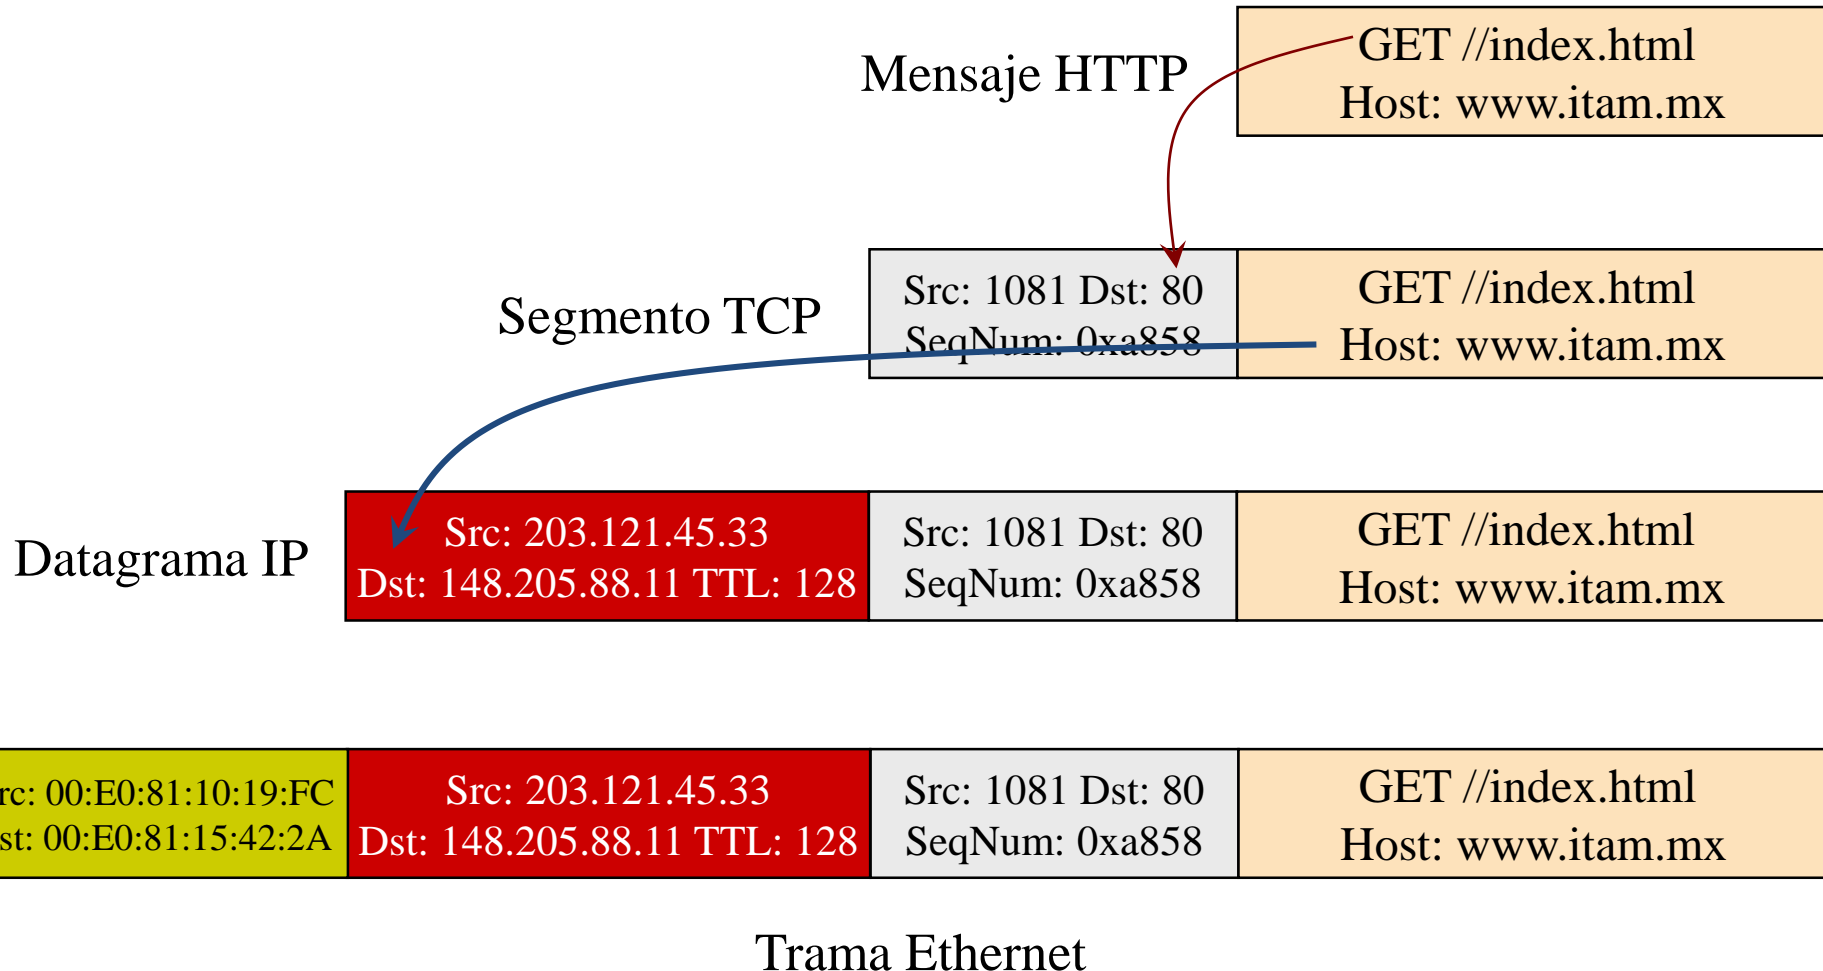 Mensaje HTTP
GET //index.html
Host: www.itam.mx
Segmento TCP
Src: 1081 Dst: 80
SeqNum: 0xa858
GET //index.html
Host: www.itam.mx
Datagrama IP
Src: 203.121.45.33
Dst: 148.205.88.11 TTL: 128
Src: 1081 Dst: 80
SeqNum: 0xa858
GET //index.html
Host: www.itam.mx
rc: 00:E0:81:10:19:FC
st: 00:E0:81:15:42:2A
Src: 203.121.45.33
Dst: 148.205.88.11 TTL: 128
Src: 1081 Dst: 80
SeqNum: 0xa858
GET //index.html
Host: www.itam.mx
Trama Ethernet